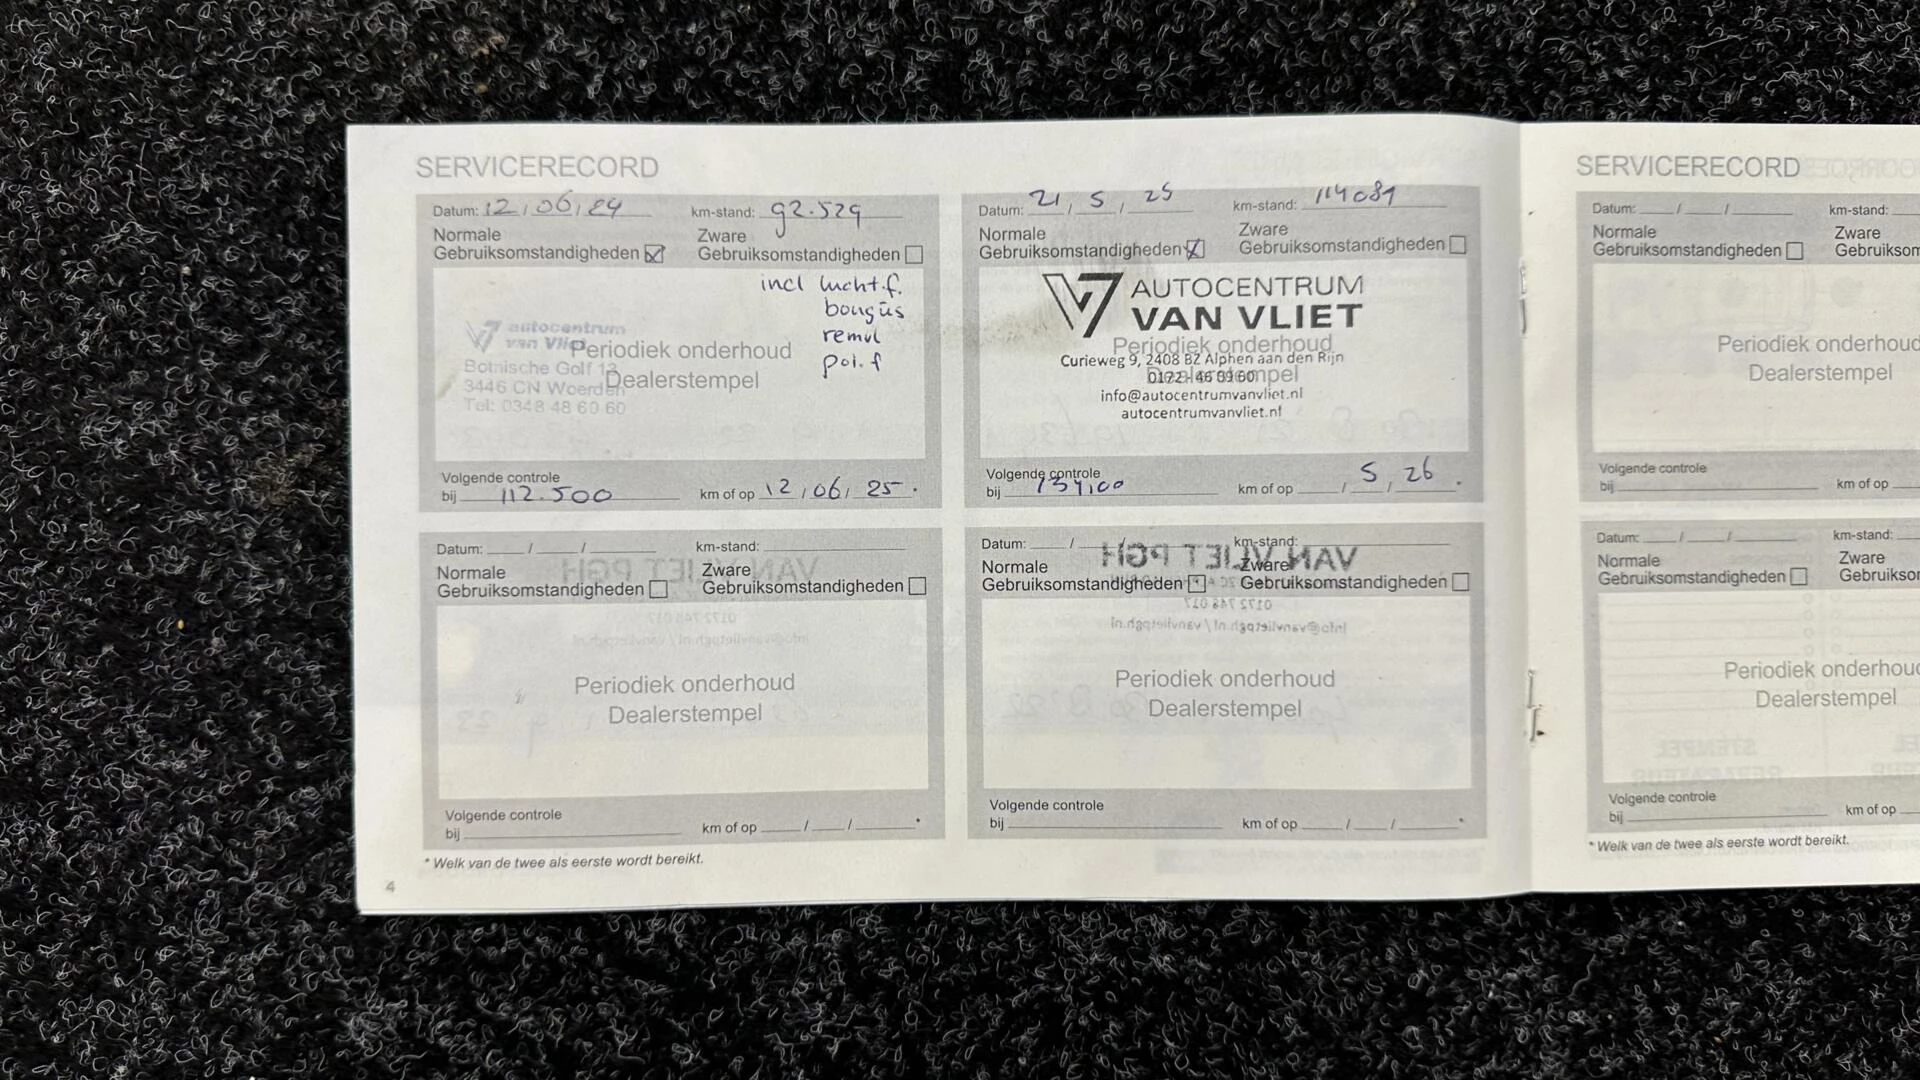 SERVICERECORD
Datum: 12/06/24 km-stand: 92.529
Normale Zware
Gebruiksomstandigheden Gebruiksomstandigheden
incl lucht.f.
bougüs
remvl
pol.f
autocentrum
van Vliet
Botnische Golf 12
3446 CN Woerden
Tel: 0348 48 60 60
Periodiek onderhoud
Dealerstempel
Volgende controle
bij 112.500 km of op 12/06/25 *
Datum: 21/5/25 km-stand: 114081
Normale Zware
Gebruiksomstandigheden Gebruiksomstandigheden
AUTOCENTRUM
VAN VLIET
Periodiek onderhoud
Curieweg 9, 2408 BZ Alphen aan den Rijn
Dealerstempel
info@autocentrumvanvliet.nl
autocentrumvanvliet.nl
Volgende controle
bij km of op / 5 / 26 *
Datum: / / km-stand:
Normale Zware
Gebruiksomstandigheden Gebruiksomstandigheden
Periodiek onderhoud
Dealerstempel
Volgende controle
bij km of op / / *
Datum: / / km-stand:
Normale Zware
Gebruiksomstandigheden Gebruiksomstandigheden
Periodiek onderhoud
Dealerstempel
Volgende controle
bij km of op / / *
* Welk van de twee als eerste wordt bereikt.
4
SERVICERECORD
Datum: / / km-stand:
Normale Zware
Gebruiksomstandigheden Gebruiksom
Periodiek onderhoud
Dealerstempel
Volgende controle
bij km of op
Datum: / / km-stand:
Normale Zware
Gebruiksomstandigheden Gebruiksom
Periodiek onderhoud
Dealerstempel
Volgende controle
bij km of op
* Welk van de twee als eerste wordt bereikt.